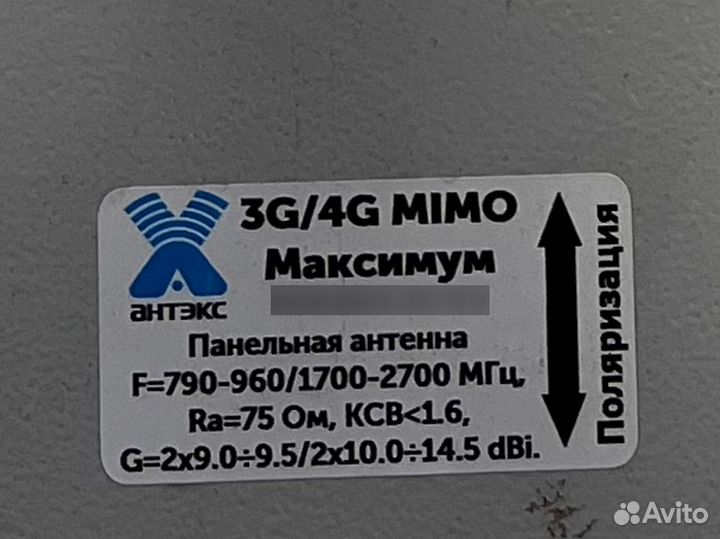 3G/4G MIMO
Максимум
антэкс
Панельная антенна
F=790-960/1700-2700 МГц,
Ra=75 Ом, КСВ<1.6,
G=2x9.0÷9.5/2x10.0÷14.5 dBi.
Поляризация
Avito